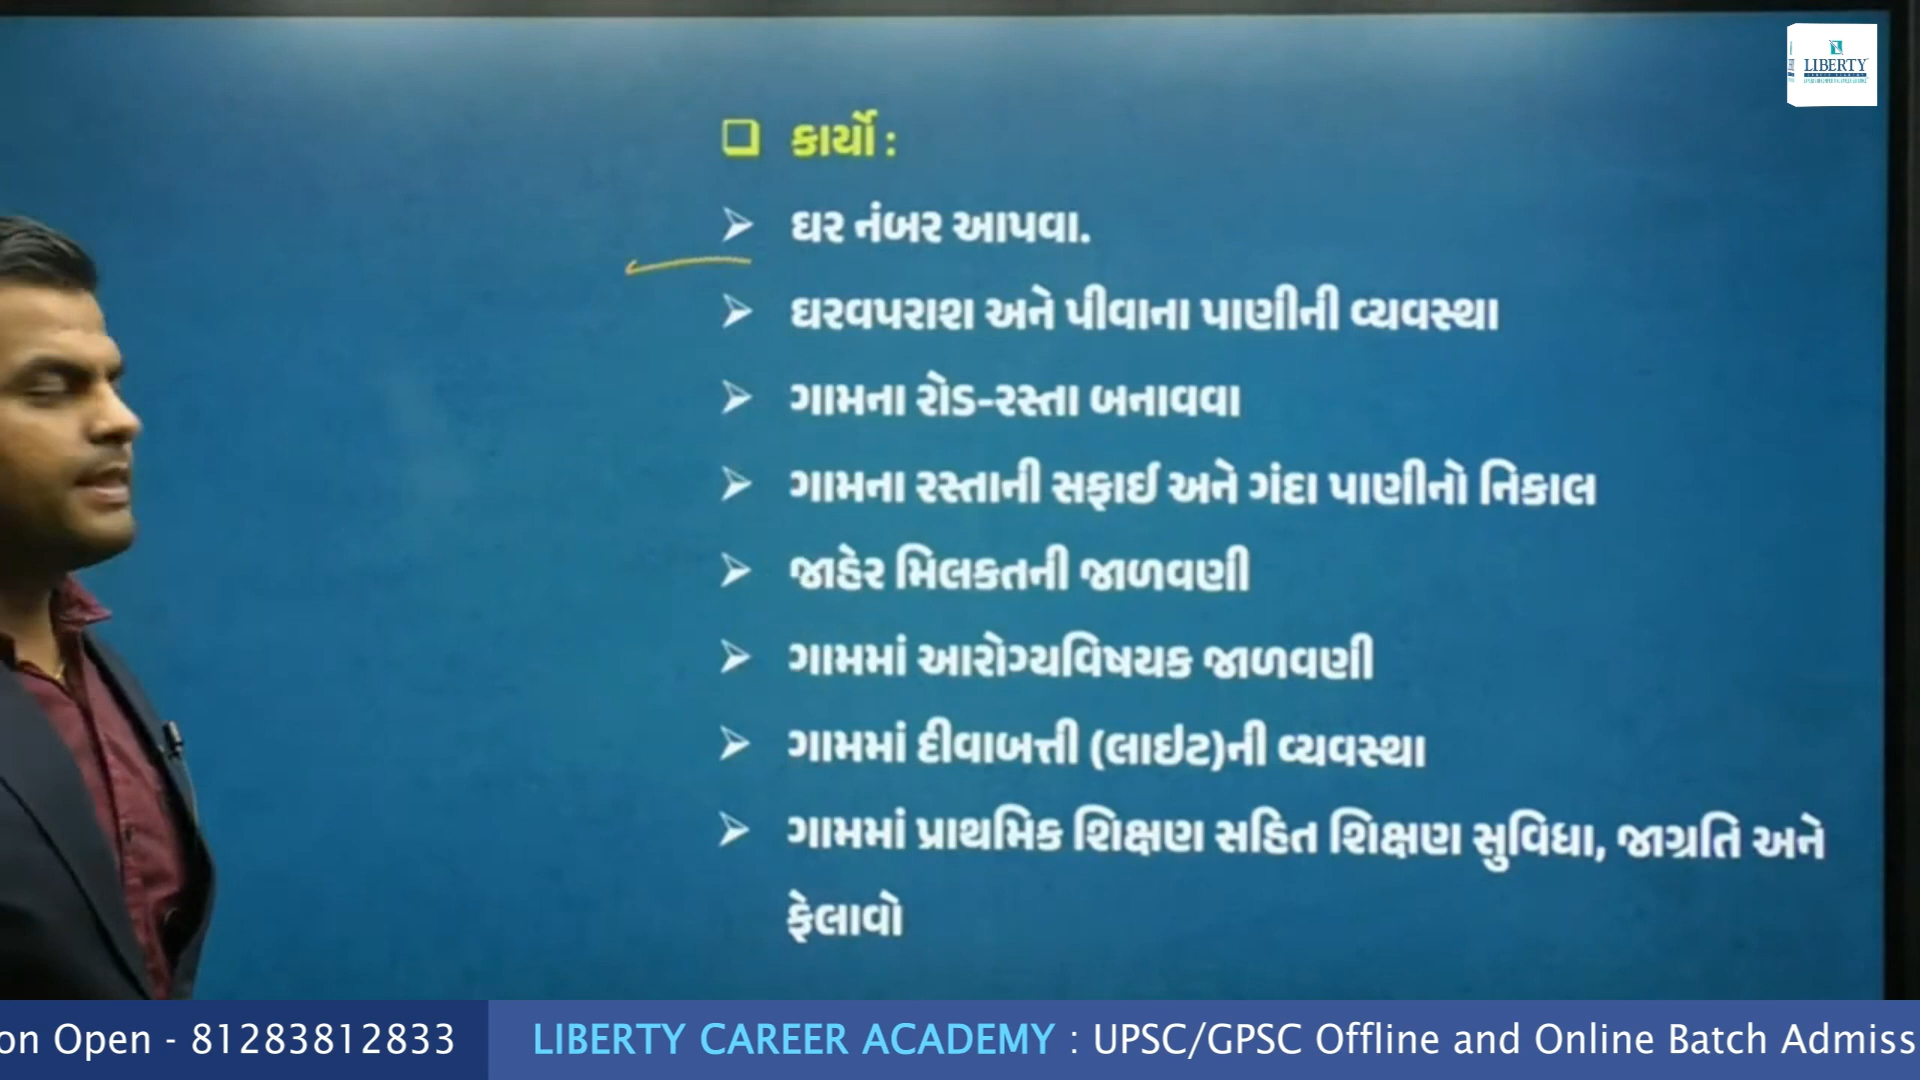 LIBERTY
કાર્યો :
ઘર નંબર આપવા.
ઘરવપરાશ અને પીવાના પાણીની વ્યવસ્થા
ગામના રોડ-રસ્તા બનાવવા
ગામના રસ્તાની સફાઈ અને ગંદા પાણીનો નિકાલ
જાહેર મિલકતની જાળવણી
ગામમાં આરોગ્યવિષયક જાળવણી
ગામમાં દીવાબત્તી (લાઇટ)ની વ્યવસ્થા
ગામમાં પ્રાથમિક શિક્ષણ સહિત શિક્ષણ સુવિધા, જાગ્રતિ અને
ફેલાવો
on Open - 81283812833 LIBERTY CAREER ACADEMY : UPSC/GPSC Offline and Online Batch Admiss